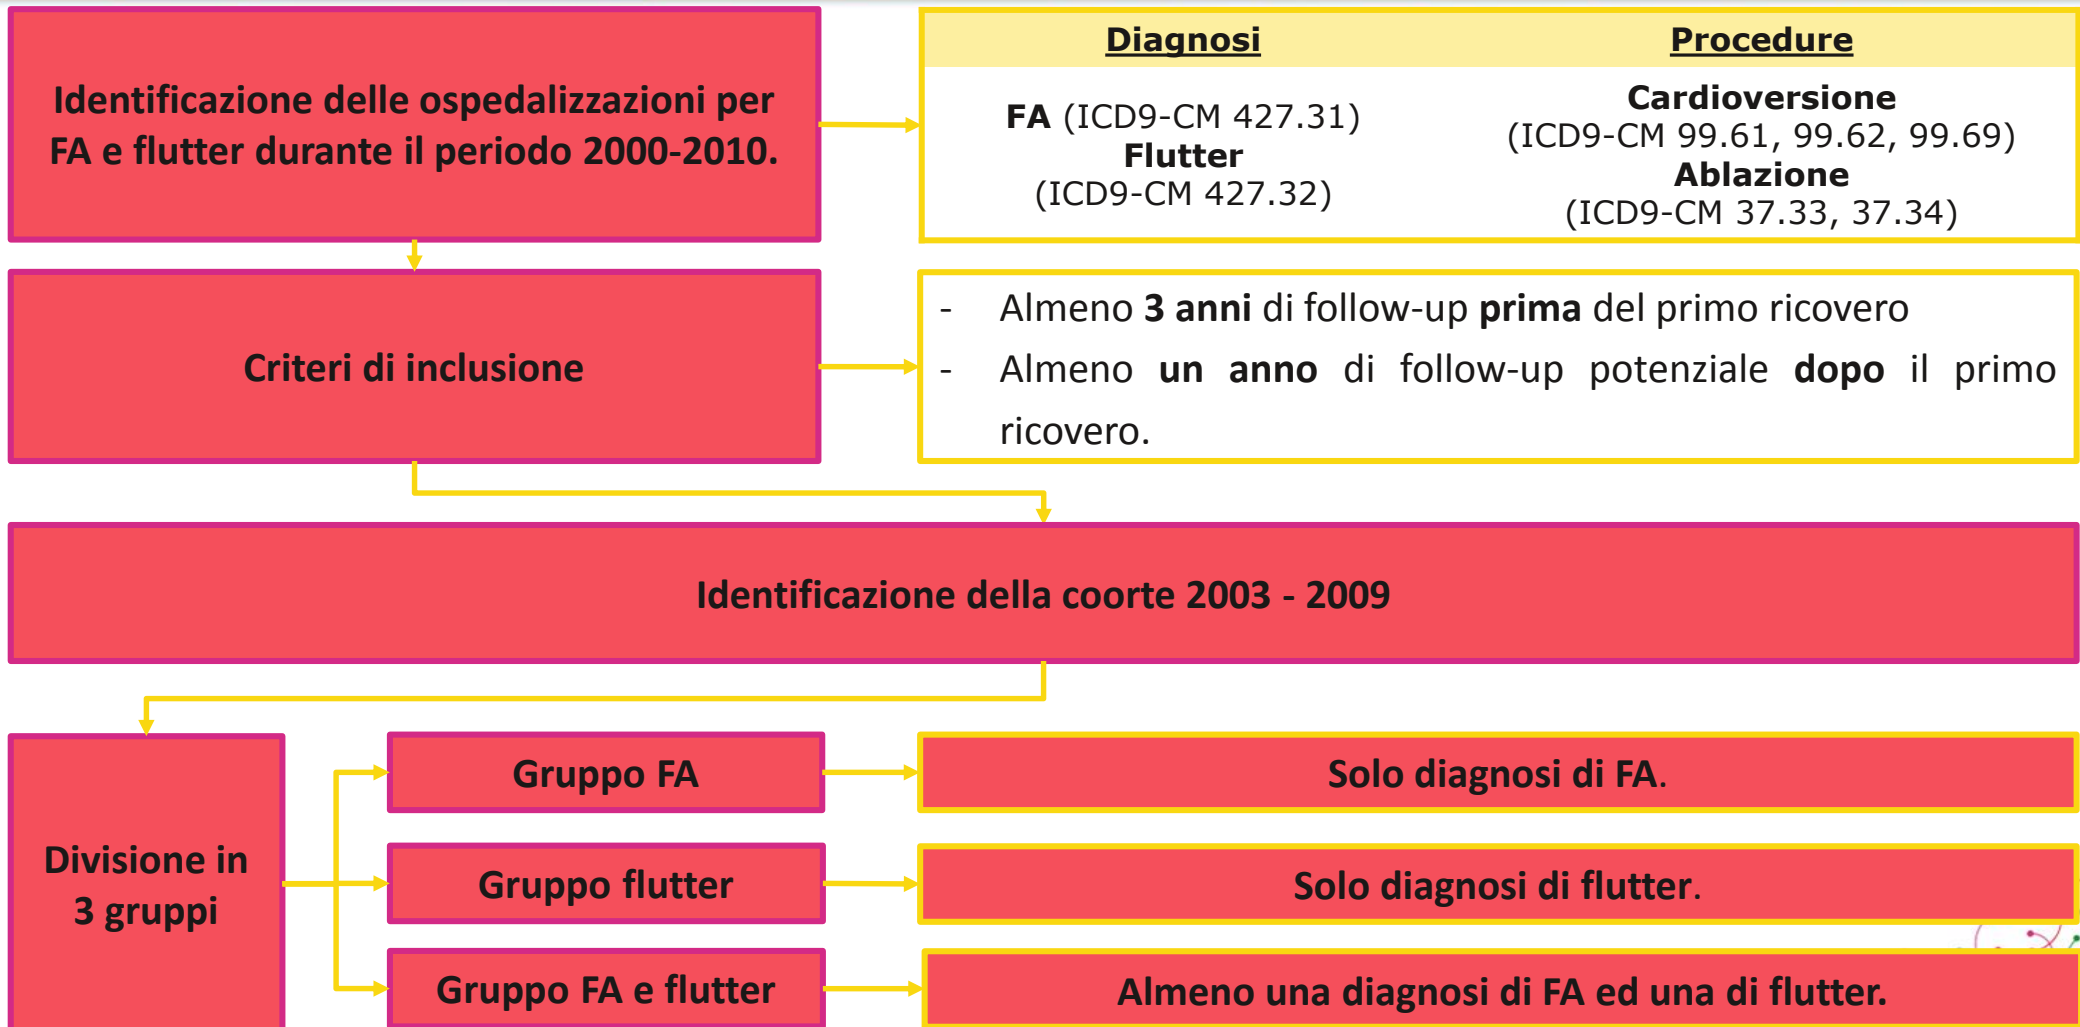 Identificazione delle ospedalizzazioni per
FA e flutter durante il periodo 2000-2010.
Diagnosi
FA (ICD9-CM 427.31)
Flutter
(ICD9-CM 427.32)
Procedure
Cardioversione
(ICD9-CM 99.61, 99.62, 99.69)
Ablazione
(ICD9-CM 37.33, 37.34)
Criteri di inclusione
- Almeno 3 anni di follow-up prima del primo ricovero
- Almeno un anno di follow-up potenziale dopo il primo
ricovero.
Identificazione della coorte 2003 - 2009
Divisione in
3 gruppi
Gruppo FA
Solo diagnosi di FA.
Gruppo flutter
Solo diagnosi di flutter.
Gruppo FA e flutter
Almeno una diagnosi di FA ed una di flutter.